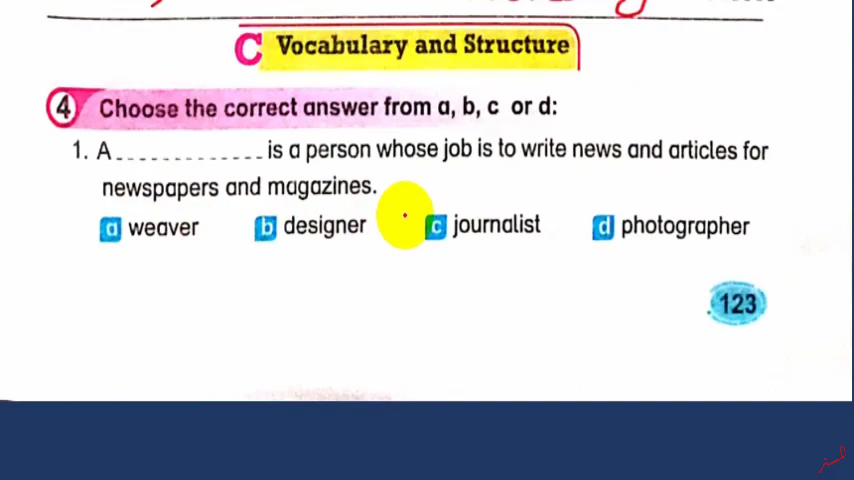 C Vocabulary and Structure
4 Choose the correct answer from a, b, c or d:
1. A _ _ _ _ _ _ _ _ _ _ _ _ _ is a person whose job is to write news and articles for
newspapers and magazines.
a weaver b designer c journalist d photographer
123